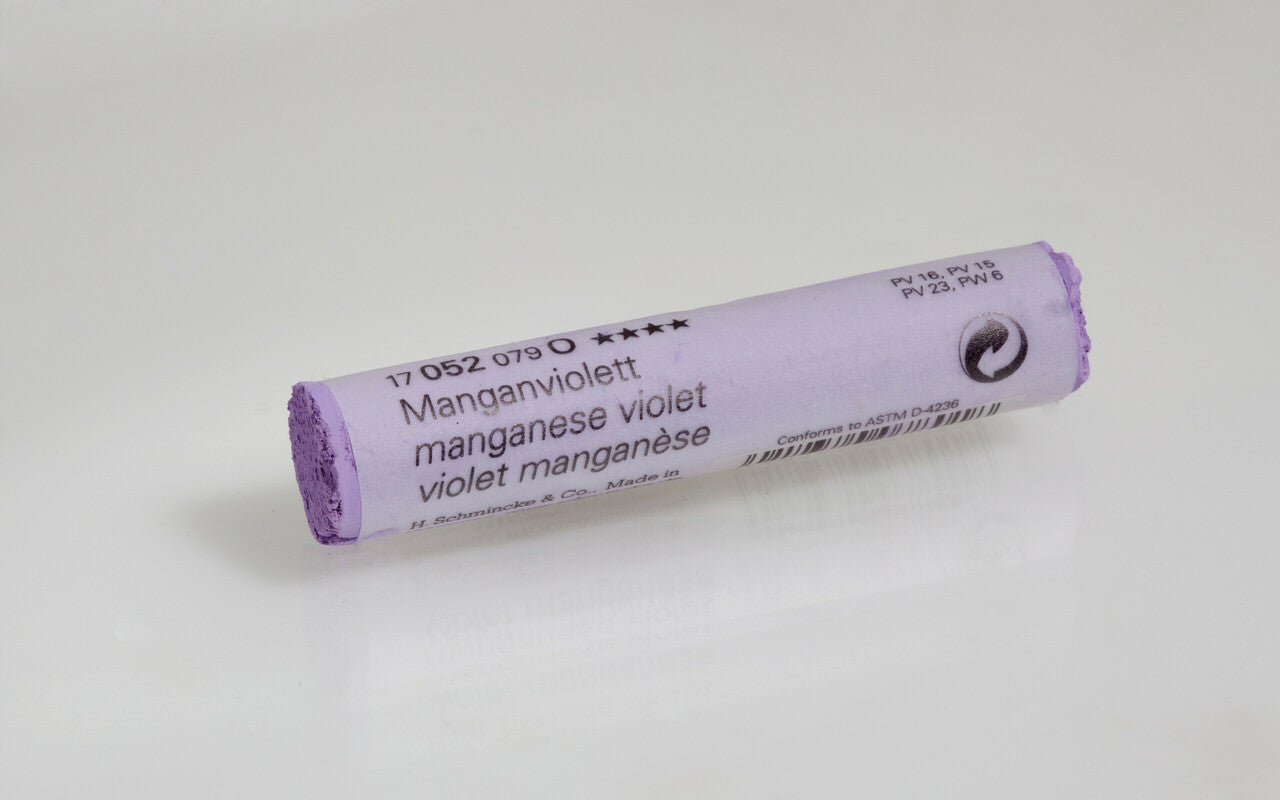 17 052 079 O ★★★★
Manganviolett
manganese violet
violet manganèse
H. Schmincke & Co., Made in
PV 16, PV 15
PV 23, PW 6
Conforms to ASTM D-4236